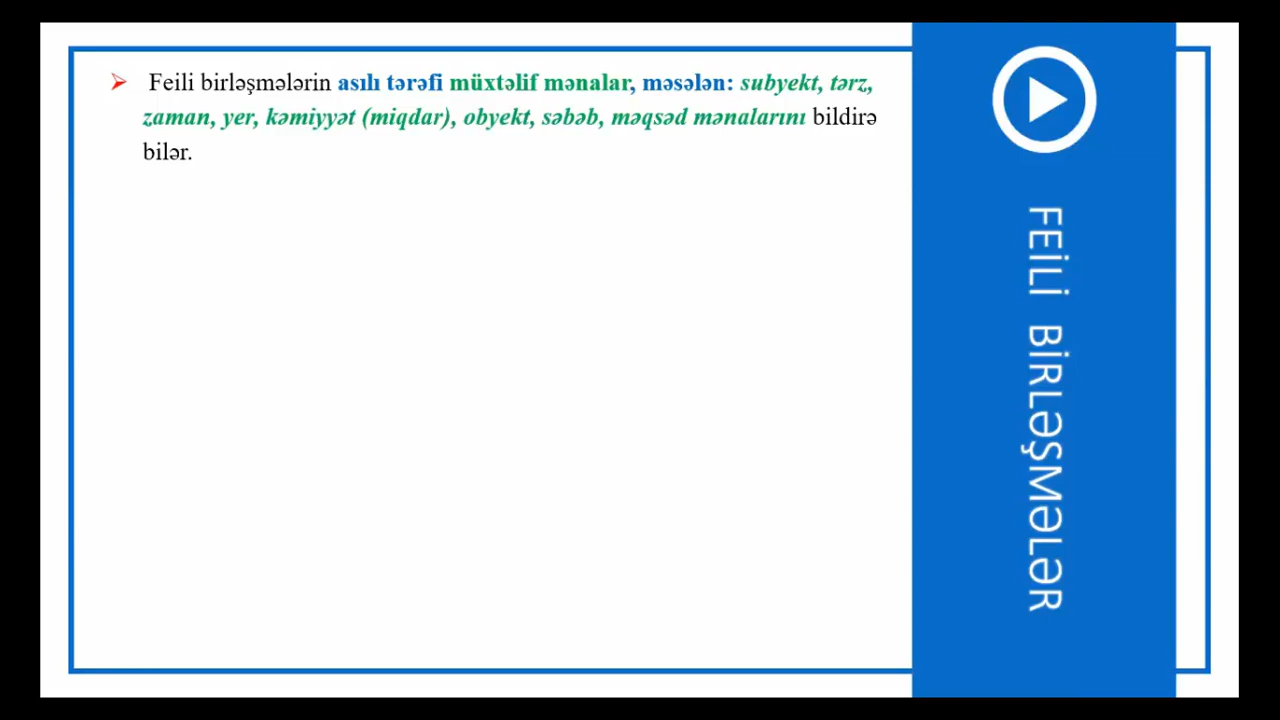 Feili birləşmələrin asılı tərəfi müxtəlif mənalar, məsələn: subyekt, tərz,
zaman, yer, kəmiyyət (miqdar), obyekt, səbəb, məqsəd mənalarını bildirə
bilər.
FEİLİ BİRLƏŞMƏLƏR